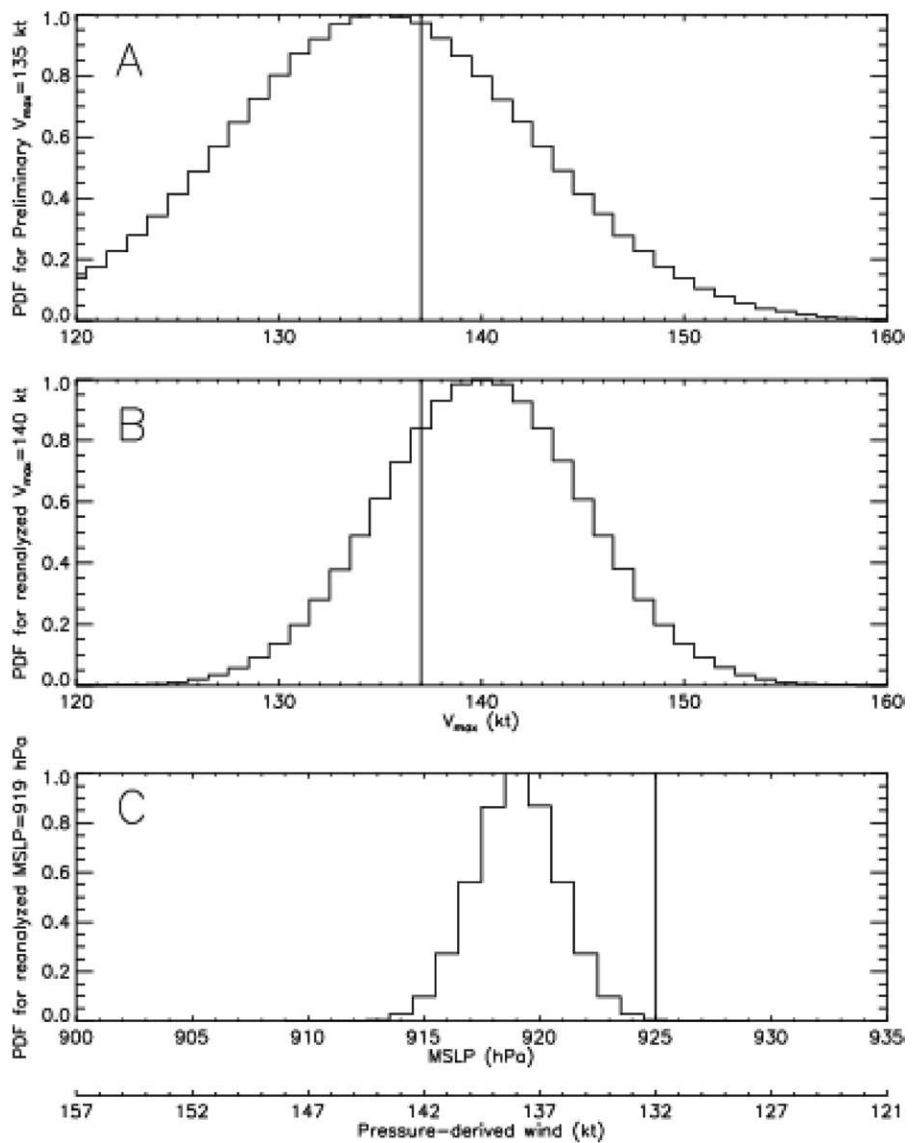 PDF for Preliminary Vmax=135 kt
A
1.0
0.8
0.6
0.4
0.2
0.0
120 130 140 150 160
PDF for reanalyzed Vmax=140 kt
B
1.0
0.8
0.6
0.4
0.2
0.0
120 130 140 150 160
Vmax (kt)
PDF for reanalyzed MSLP=919 hPa
C
1.0
0.8
0.6
0.4
0.2
0.0
900 905 910 915 920 925 930 935
MSLP (hPa)
157 152 147 142 137 132 127 121
Pressure-derived wind (kt)